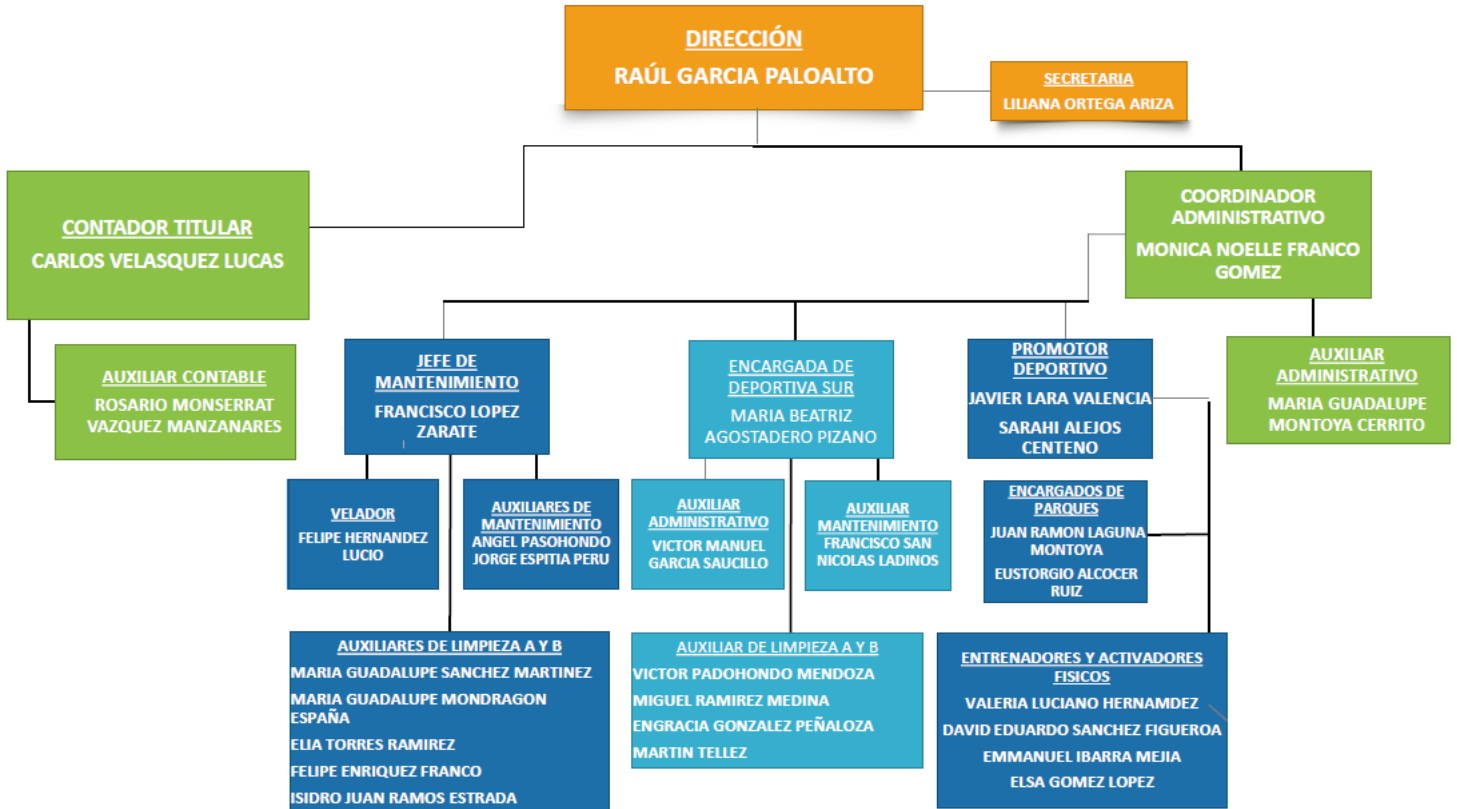 DIRECCIÓN
RAÚL GARCIA PALOALTO
SECRETARIA
LILIANA ORTEGA ARIZA
CONTADOR TITULAR
CARLOS VELASQUEZ LUCAS
COORDINADOR
ADMINISTRATIVO
MONICA NOELLE FRANCO
GOMEZ
AUXILIAR CONTABLE
ROSARIO MONSERRAT
VAZQUEZ MANZANARES
JEFE DE
MANTENIMIENTO
FRANCISCO LOPEZ
ZARATE
ENCARGADA DE
DEPORTIVA SUR
MARIA BEATRIZ
AGOSTADERO PIZANO
PROMOTOR
DEPORTIVO
JAVIER LARA VALENCIA
SARAHI ALEJOS
CENTENO
AUXILIAR
ADMINISTRATIVO
MARIA GUADALUPE
MONTOYA CERRITO
VELADOR
FELIPE HERNANDEZ
LUCIO
AUXILIARES DE
MANTENIMIENTO
ANGEL PASOHONDO
JORGE ESPITIA PERU
AUXILIAR
ADMINISTRATIVO
VICTOR MANUEL
GARCIA SAUCILLO
AUXILIAR
MANTENIMIENTO
FRANCISCO SAN
NICOLAS LADINOS
ENCARGADOS DE
PARQUES
JUAN RAMON LAGUNA
MONTOYA
EUSTORGIO ALCOCER
RUIZ
AUXILIARES DE LIMPIEZA A Y B
MARIA GUADALUPE SANCHEZ MARTINEZ
MARIA GUADALUPE MONDRAGON
ESPAÑA
ELIA TORRES RAMIREZ
FELIPE ENRIQUEZ FRANCO
ISIDRO JUAN RAMOS ESTRADA
AUXILIAR DE LIMPIEZA A Y B
VICTOR PADOHONDO MENDOZA
MIGUEL RAMIREZ MEDINA
ENGRACIA GONZALEZ PEÑALOZA
MARTIN TELLEZ
ENTRENADORES Y ACTIVADORES
FISICOS
VALERIA LUCIANO HERNAMDEZ
DAVID EDUARDO SANCHEZ FIGUEROA
EMMANUEL IBARRA MEJIA
ELSA GOMEZ LOPEZ